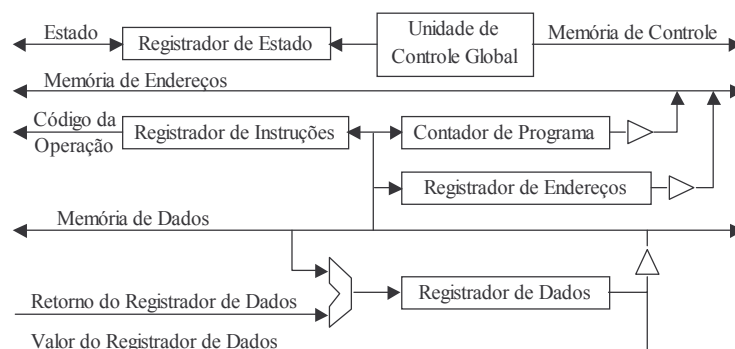 Estado
Registrador de Estado
Unidade de
Controle Global
Memória de Controle
Memória de Endereços
Código da
Operação
Registrador de Instruções
Contador de Programa
Registrador de Endereços
Memória de Dados
Retorno do Registrador de Dados
Registrador de Dados
Valor do Registrador de Dados